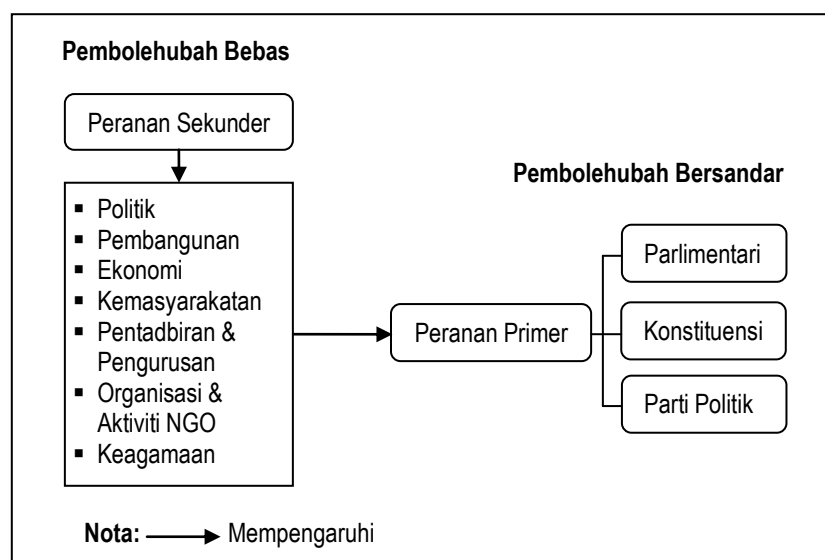 Pembolehubah Bebas
Peranan Sekunder
▪ Politik
▪ Pembangunan
▪ Ekonomi
▪ Kemasyarakatan
▪ Pentadbiran &
Pengurusan
▪ Organisasi &
Aktiviti NGO
▪ Keagamaan
Peranan Primer
Pembolehubah Bersandar
Parlimentari
Konstituensi
Parti Politik
Nota: Mempengaruhi